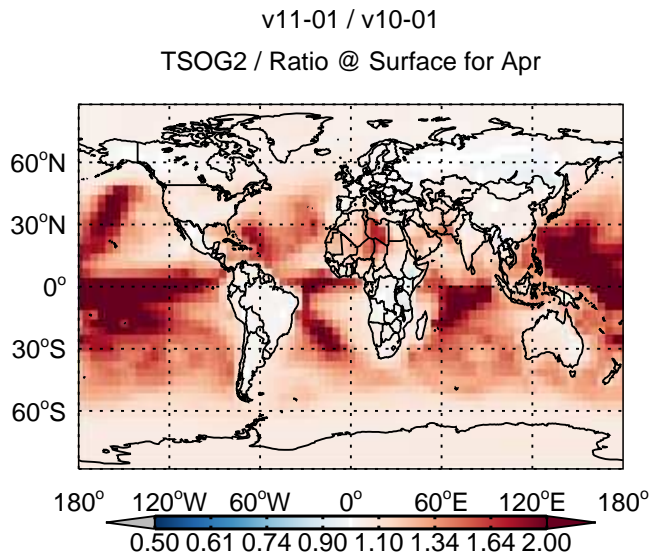 v11-01 / v10-01
TSOG2 / Ratio @ Surface for Apr
60°N
30°N
0°
30°S
60°S
180° 120°W 60°W 0° 60°E 120°E 180°
0.50 0.61 0.74 0.90 1.10 1.34 1.64 2.00